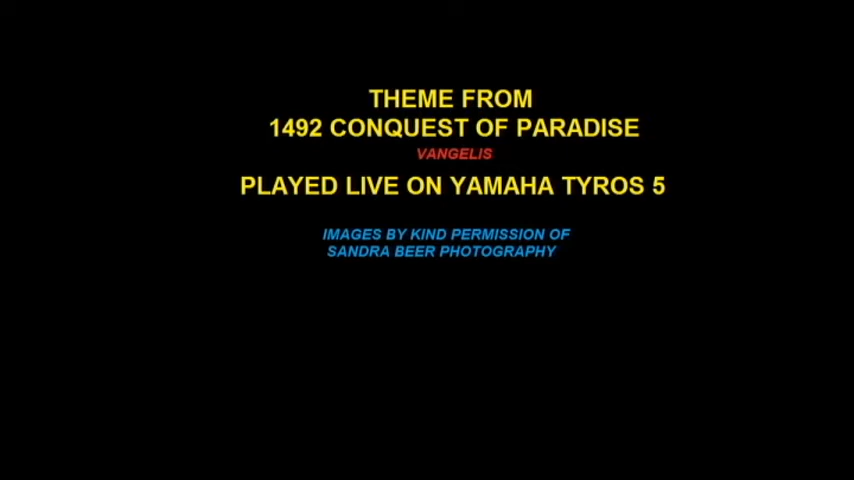 THEME FROM
1492 CONQUEST OF PARADISE
VANGELIS
PLAYED LIVE ON YAMAHA TYROS 5
IMAGES BY KIND PERMISSION OF
SANDRA BEER PHOTOGRAPHY